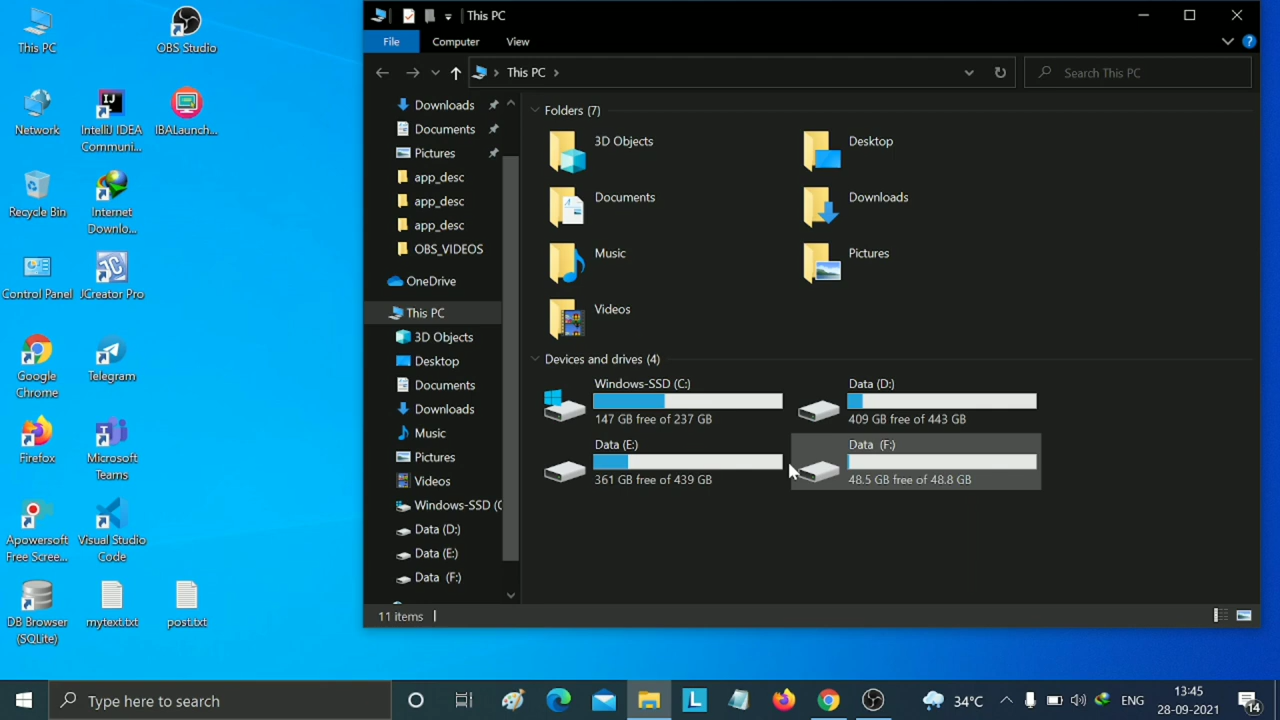 This PC
OBS Studio
Network
IntelliJ IDEA
Communi...
IBALaunch...
Recycle Bin
Internet
Downlo...
Control Panel
JCreator Pro
Google
Chrome
Telegram
Firefox
Microsoft
Teams
Apowersoft
Free Scree...
Visual Studio
Code
DB Browser
(SQLite)
mytext.txt
post.txt
This PC
File
Computer
View
This PC
Search This PC
Downloads
Documents
Pictures
app_desc
app_desc
app_desc
OBS_VIDEOS
OneDrive
This PC
3D Objects
Desktop
Documents
Downloads
Music
Pictures
Videos
Windows-SSD (C
Data (D:)
Data (E:)
Data (F:)
Folders (7)
3D Objects
Desktop
Documents
Downloads
Music
Pictures
Videos
Devices and drives (4)
Windows-SSD (C:)
147 GB free of 237 GB
Data (D:)
409 GB free of 443 GB
Data (E:)
361 GB free of 439 GB
Data (F:)
48.5 GB free of 48.8 GB
11 items
Type here to search
34°C
ENG
13:45
28-09-2021
14